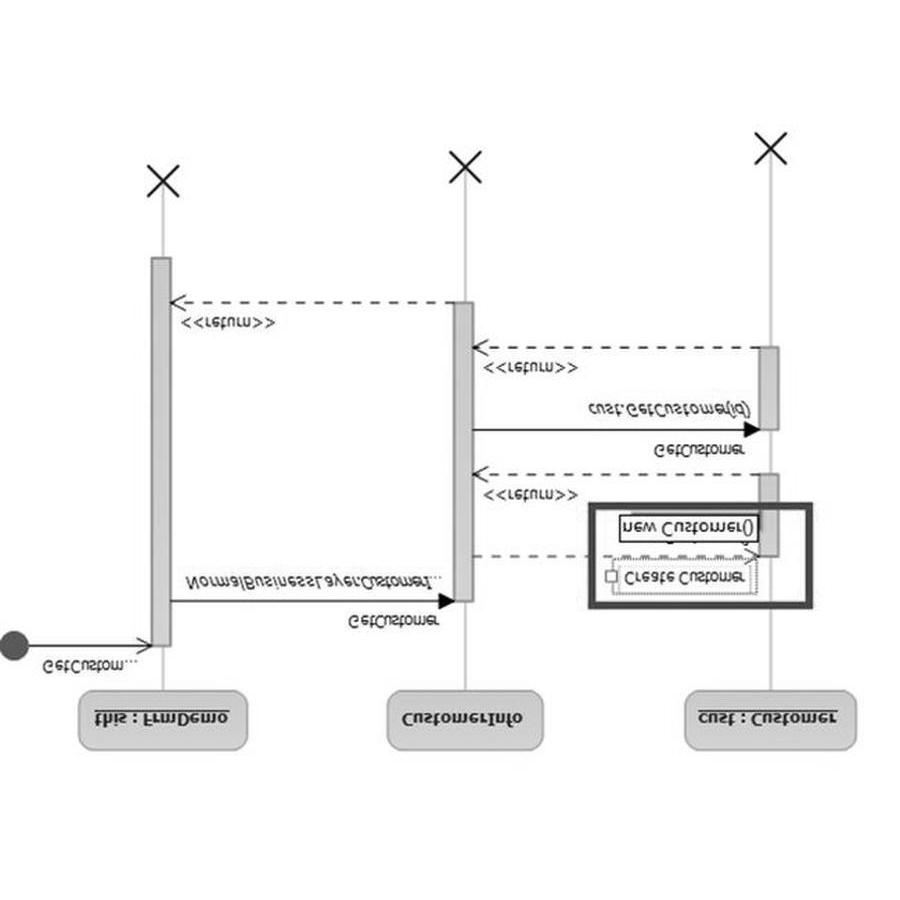 this : FrmDemo
CustomerInfo
cust : Customer
GetCustom...
GetCustomer
NormalBusinessLayer.CustomerI...
Create Customer
new Customer()
<<return>>
GetCustomer
cust.GetCustomer(id)
<<return>>
<<return>>